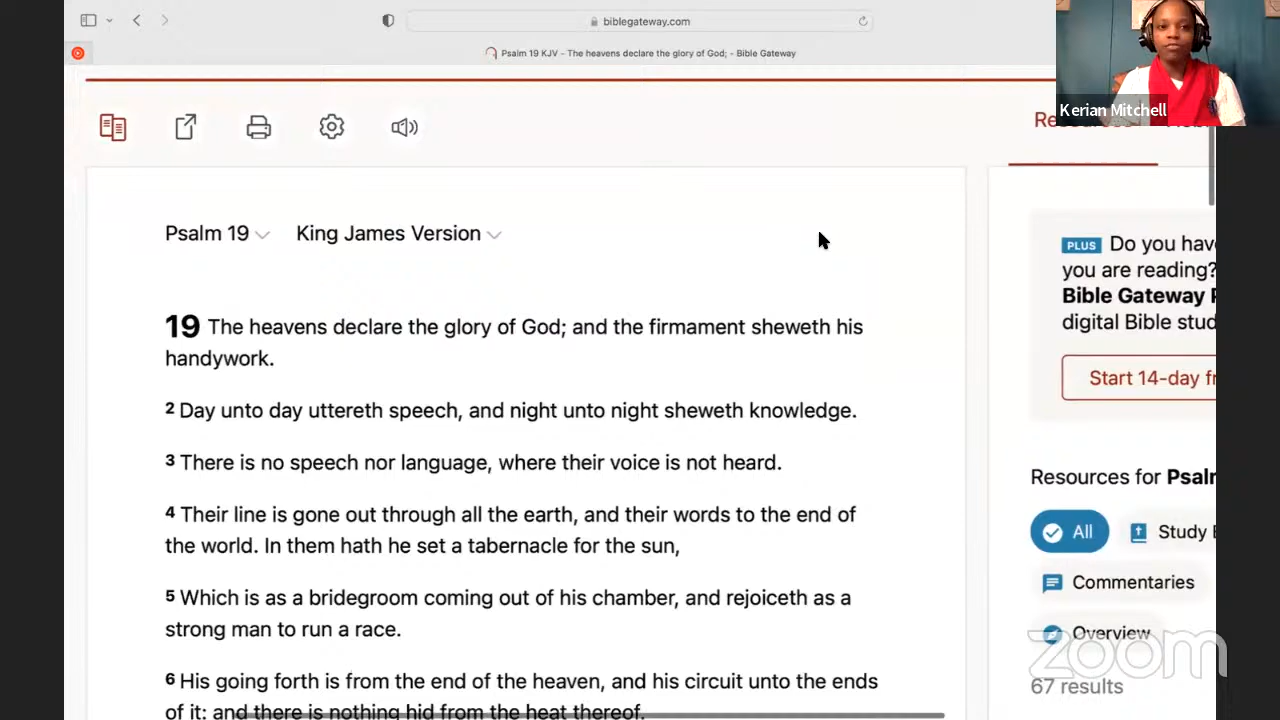 biblegateway.com
Psalm 19 KJV - The heavens declare the glory of God; - Bible Gateway
Kerian Mitchell
Psalm 19
King James Version
19 The heavens declare the glory of God; and the firmament sheweth his
handywork.
2 Day unto day uttereth speech, and night unto night sheweth knowledge.
3 There is no speech nor language, where their voice is not heard.
4 Their line is gone out through all the earth, and their words to the end of
the world. In them hath he set a tabernacle for the sun,
5 Which is as a bridegroom coming out of his chamber, and rejoiceth as a
strong man to run a race.
6 His going forth is from the end of the heaven, and his circuit unto the ends
of it: and there is nothing hid from the heat thereof.
PLUS Do you hav
you are reading?
Bible Gateway
digital Bible stud
Start 14-day f
Resources for Psal
All
Study
Commentaries
Overview
67 results
zoom